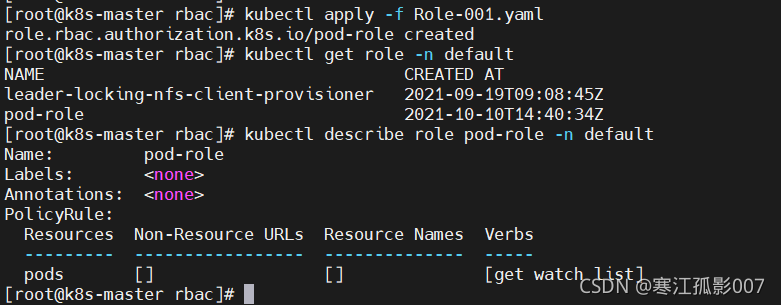 [root@k8s-master rbac]# kubectl apply -f Role-001.yaml
role.rbac.authorization.k8s.io/pod-role created
[root@k8s-master rbac]# kubectl get role -n default
NAME                                    CREATED AT
leader-locking-nfs-client-provisioner   2021-09-19T09:08:45Z
pod-role                                2021-10-10T14:40:34Z
[root@k8s-master rbac]# kubectl describe role pod-role -n default
Name:         pod-role
Labels:       <none>
Annotations:  <none>
PolicyRule:
  Resources  Non-Resource URLs  Resource Names  Verbs
  ---------  -----------------  --------------  -----
  pods       []                 []              [get watch list]
[root@k8s-master rbac]#
CSDN @寒江孤影007